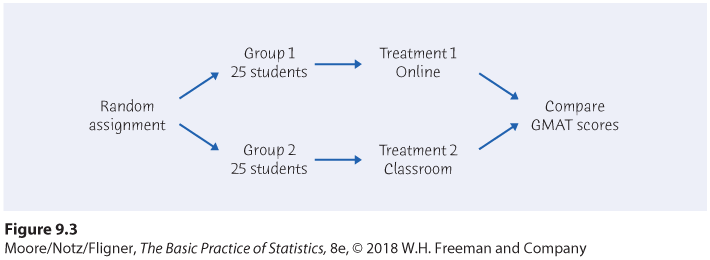 Random
assignment
Group 1
25 students
Treatment 1
Online
Group 2
25 students
Treatment 2
Classroom
Compare
GMAT scores
Figure 9.3
Moore/Notz/Fligner, The Basic Practice of Statistics, 8e, © 2018 W.H. Freeman and Company